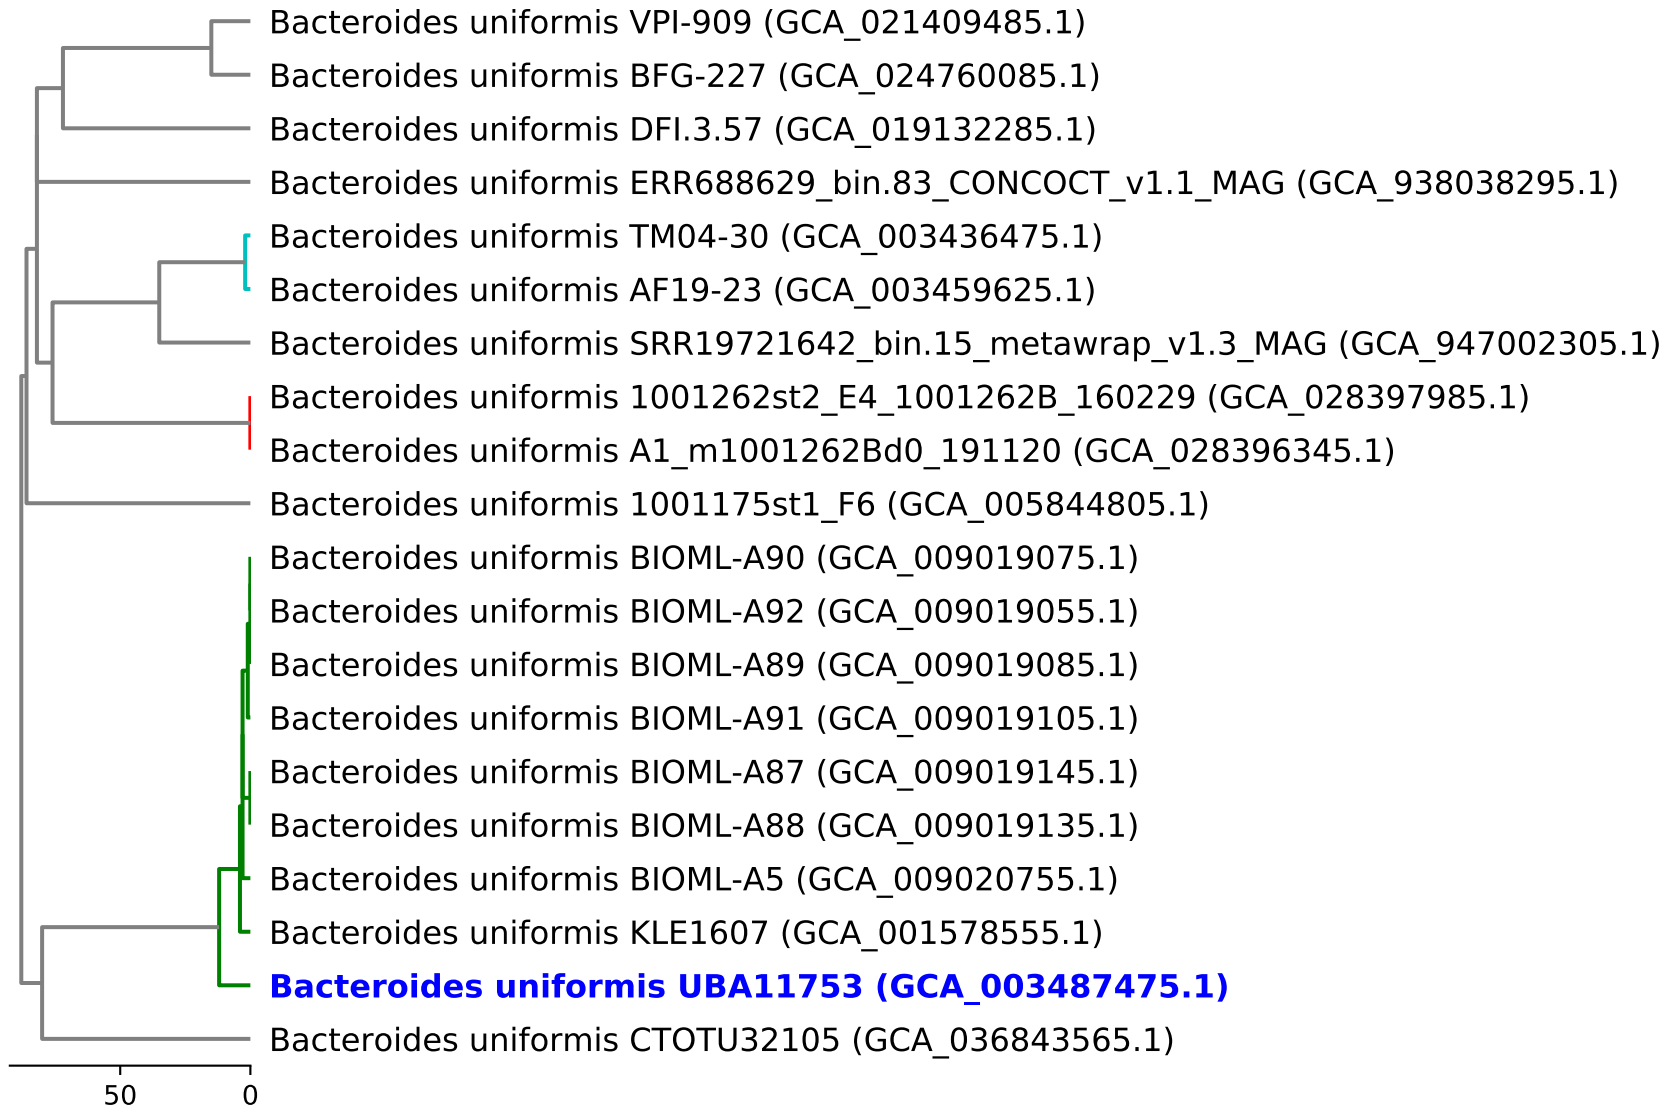 Bacteroides uniformis VPI-909 (GCA_021409485.1)
Bacteroides uniformis BFG-227 (GCA_024760085.1)
Bacteroides uniformis DFI.3.57 (GCA_019132285.1)
Bacteroides uniformis ERR688629_bin.83_CONCOCT_v1.1_MAG (GCA_938038295.1)
Bacteroides uniformis TM04-30 (GCA_003436475.1)
Bacteroides uniformis AF19-23 (GCA_003459625.1)
Bacteroides uniformis SRR19721642_bin.15_metawrap_v1.3_MAG (GCA_947002305.1)
Bacteroides uniformis 1001262st2_E4_1001262B_160229 (GCA_028397985.1)
Bacteroides uniformis A1_m1001262Bd0_191120 (GCA_028396345.1)
Bacteroides uniformis 1001175st1_F6 (GCA_005844805.1)
Bacteroides uniformis BIOML-A90 (GCA_009019075.1)
Bacteroides uniformis BIOML-A92 (GCA_009019055.1)
Bacteroides uniformis BIOML-A89 (GCA_009019085.1)
Bacteroides uniformis BIOML-A91 (GCA_009019105.1)
Bacteroides uniformis BIOML-A87 (GCA_009019145.1)
Bacteroides uniformis BIOML-A88 (GCA_009019135.1)
Bacteroides uniformis BIOML-A5 (GCA_009020755.1)
Bacteroides uniformis KLE1607 (GCA_001578555.1)
Bacteroides uniformis UBA11753 (GCA_003487475.1)
Bacteroides uniformis CTOTU32105 (GCA_036843565.1)
50 0